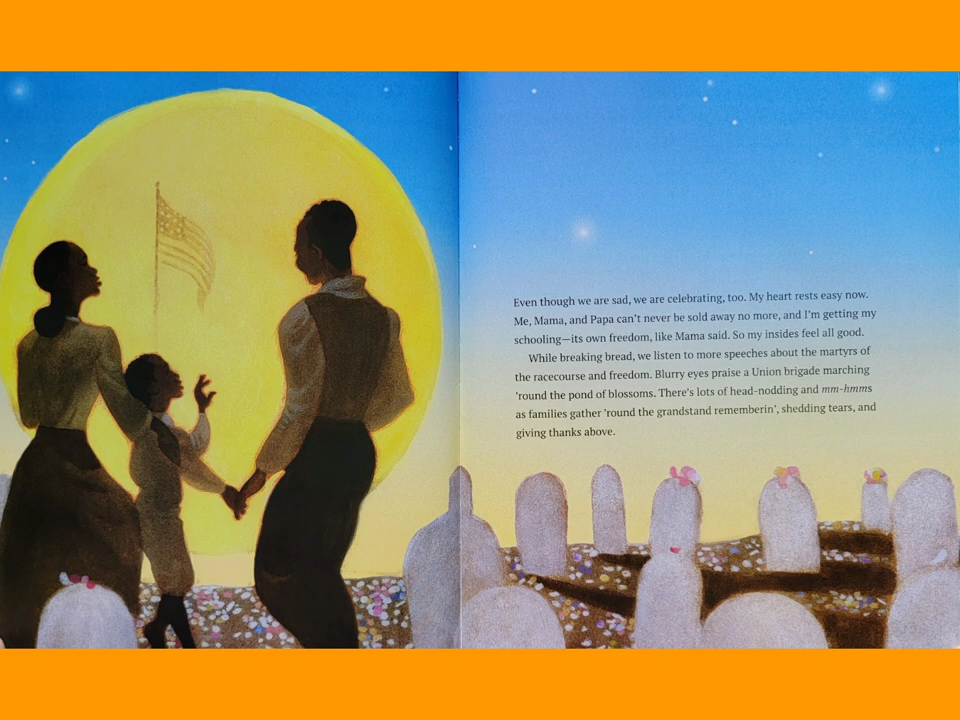 Even though we are sad, we are celebrating, too. My heart rests easy now.
Me, Mama, and Papa can't never be sold away no more, and I'm getting my
schooling—its own freedom, like Mama said. So my insides feel all good.
While breaking bread, we listen to more speeches about the martyrs of
the racecourse and freedom. Blurry eyes praise a Union brigade marching
'round the pond of blossoms. There's lots of head-nodding and mm-hmms
as families gather 'round the grandstand rememberin', shedding tears, and
giving thanks above.